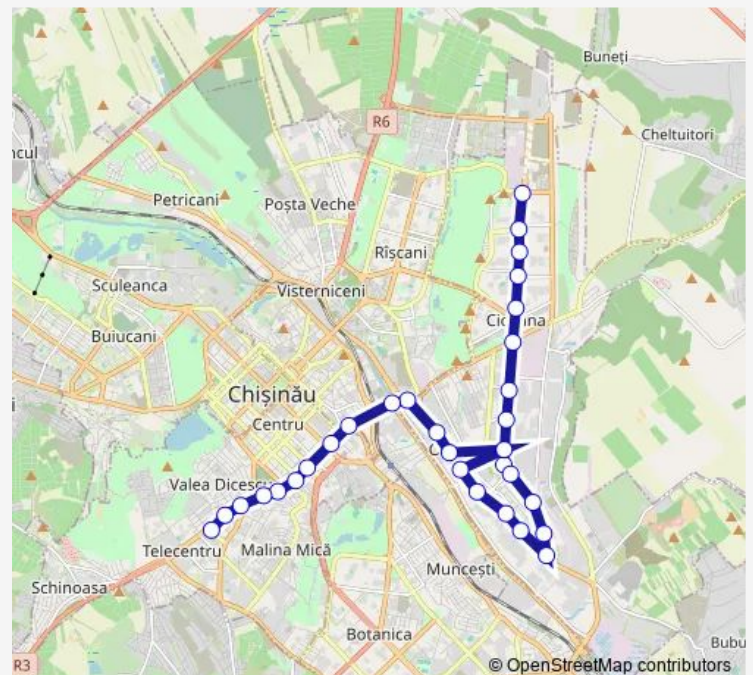 Bunești
R6
Cheltuitori
ncul
Petricani
Poșta Veche
Rîșcani
Sculeanca
Visterniceni
Buiucani
Chișinău
Centru
Valea Dicescu
Telecentru
Malina Mică
Schinoasa
Muncești
Botanica
Bubu
R3
© OpenStreetMap contributors